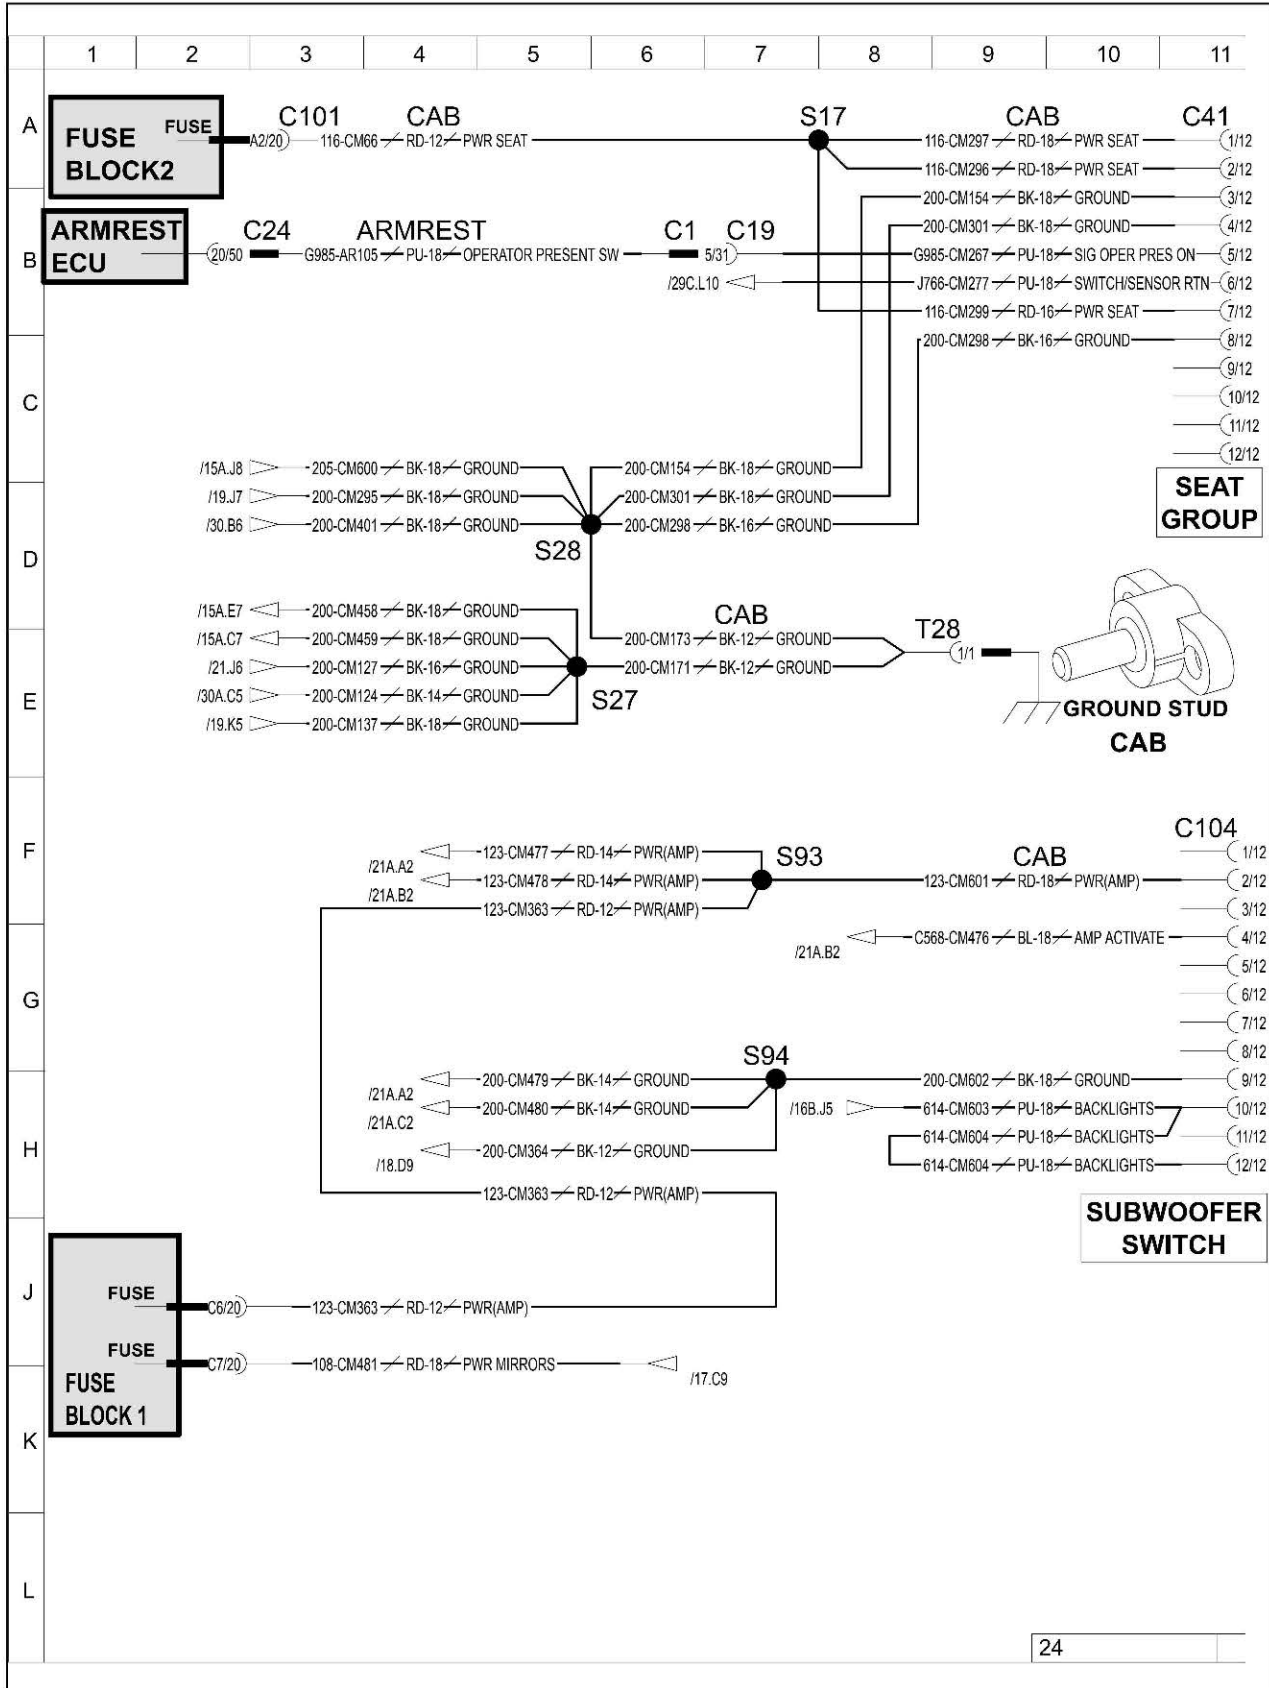 1 2 3 4 5 6 7 8 9 10 11
A
FUSE BLOCK2
FUSE
C101 CAB S17 CAB C41
A2/20 116-CM66 RD-12 PWR SEAT 116-CM297 RD-18 PWR SEAT 1/12
116-CM296 RD-18 PWR SEAT 2/12
200-CM154 BK-18 GROUND 3/12
ARMREST ECU
C24 ARMREST C1 C19
200-CM301 BK-18 GROUND 4/12
B
20/50 G985-AR105 PU-18 OPERATOR PRESENT SW 5/31 G985-CM267 PU-18 SIG OPER PRES ON 5/12
/29C.L10 J766-CM277 PU-18 SWITCH/SENSOR RTN 6/12
116-CM299 RD-16 PWR SEAT 7/12
200-CM298 BK-16 GROUND 8/12
9/12
C
10/12
11/12
12/12
/15A.J8 205-CM600 BK-18 GROUND 200-CM154 BK-18 GROUND
/19.J7 200-CM295 BK-18 GROUND 200-CM301 BK-18 GROUND
SEAT
GROUP
/30.B6 200-CM401 BK-18 GROUND 200-CM298 BK-16 GROUND
S28
D
/15A.E7 200-CM458 BK-18 GROUND
CAB
T28
/15A.C7 200-CM459 BK-18 GROUND 200-CM173 BK-12 GROUND
1/1
/21.J6 200-CM127 BK-16 GROUND 200-CM171 BK-12 GROUND
/30A.C5 200-CM124 BK-14 GROUND
S27
E
/19.K5 200-CM137 BK-18 GROUND
GROUND STUD
CAB
C104
F
/21A.A2 123-CM477 RD-14 PWR(AMP) S93 CAB 1/12
/21A.B2 123-CM478 RD-14 PWR(AMP) 123-CM601 RD-18 PWR(AMP) 2/12
123-CM363 RD-12 PWR(AMP) 3/12
/21A.B2 C568-CM476 BL-18 AMP ACTIVATE 4/12
5/12
G
6/12
7/12
8/12
S94
/21A.A2 200-CM479 BK-14 GROUND 200-CM602 BK-18 GROUND 9/12
/21A.C2 200-CM480 BK-14 GROUND /16B.J5 614-CM603 PU-18 BACKLIGHTS 10/12
614-CM604 PU-18 BACKLIGHTS 11/12
H
/18.D9 200-CM364 BK-12 GROUND
614-CM604 PU-18 BACKLIGHTS 12/12
123-CM363 RD-12 PWR(AMP)
SUBWOOFER
SWITCH
J
FUSE C6/20 123-CM363 RD-12 PWR(AMP)
FUSE C7/20 108-CM481 RD-18 PWR MIRRORS /17.C9
FUSE
BLOCK 1
K
L
24